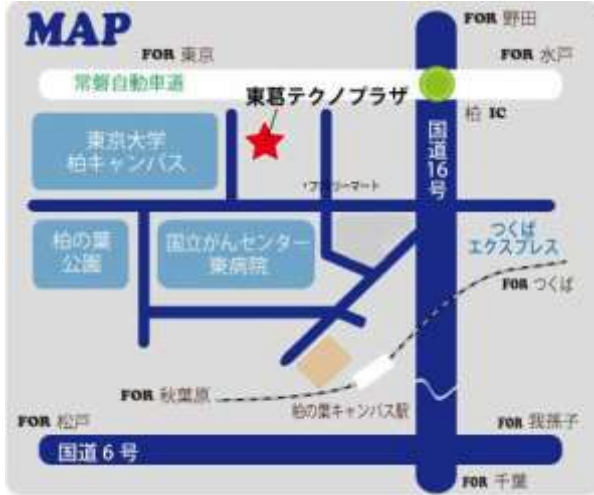 MAP
FOR 野田
FOR 東京
FOR 水戸
常磐自動車道
東葛テクノプラザ
柏 IC
東京大学
柏キャンパス
国道16号
・ファミリーマート
柏の葉
公園
国立がんセンター
東病院
つくば
エクスプレス
FOR つくば
FOR 秋葉原
柏の葉キャンパス駅
FOR 松戸
FOR 我孫子
国道 6 号
FOR 千葉